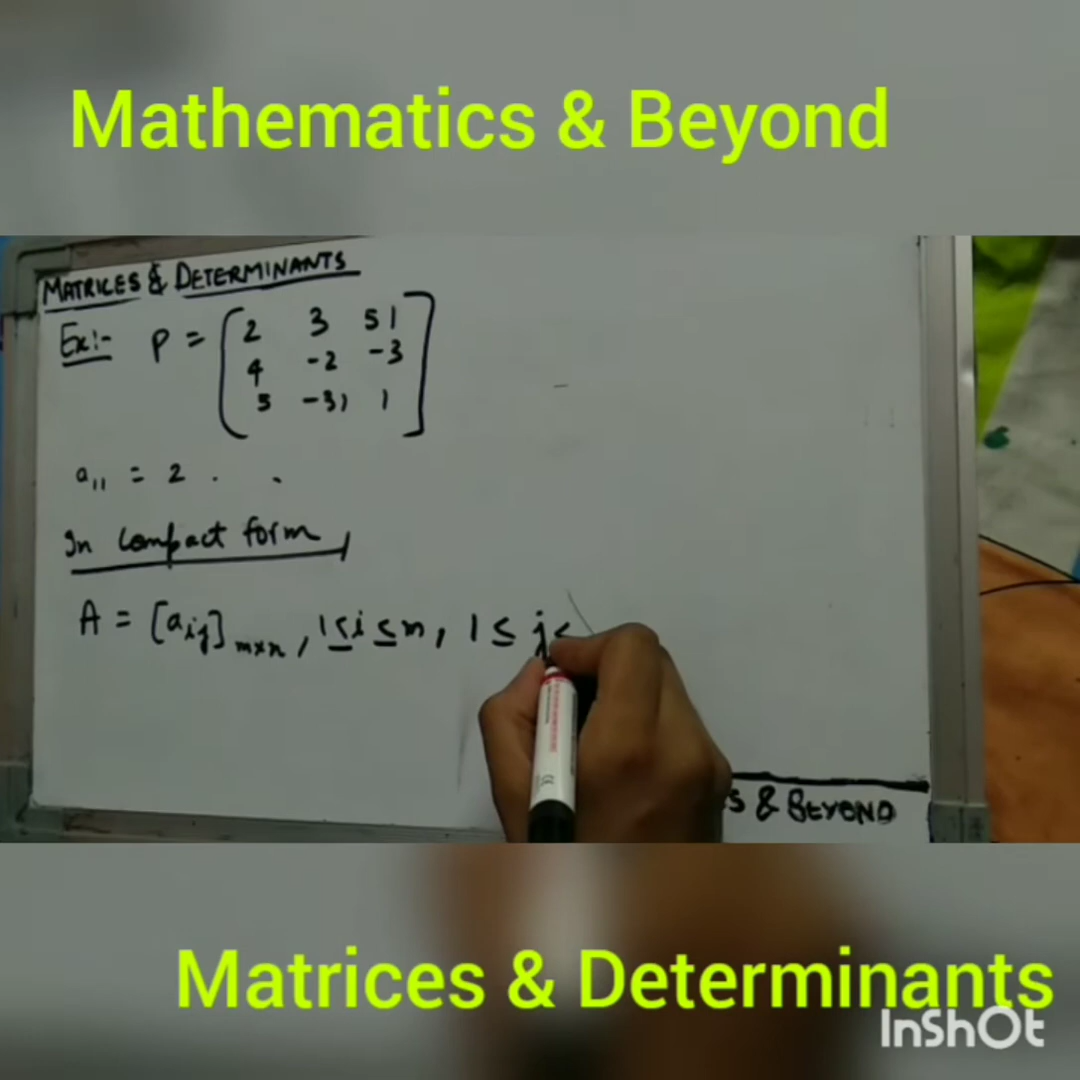 Mathematics & Beyond
MATRICES & DETERMINANTS
Ex:- P = [ 2 3 51
4 -2 -3
5 -31 1 ]
a11 = 2 . .
In compact form
A = [aij] m×n, 1≤i≤m, 1≤j<
& BEYOND
Matrices & Determinants
InShOt